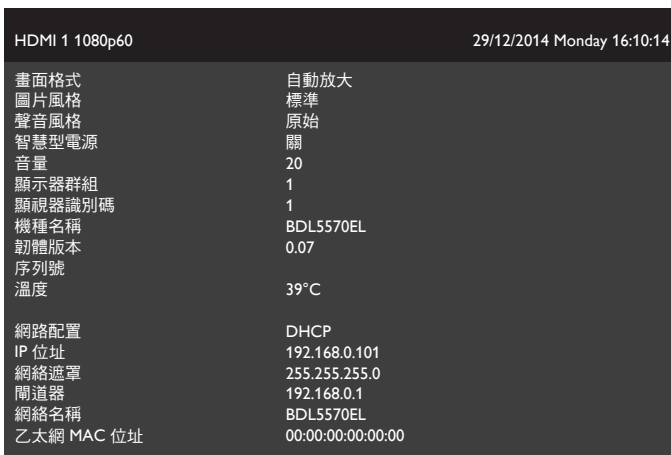 HDMI 1 1080p60 29/12/2014 Monday 16:10:14
畫面格式 自動放大
圖片風格 標準
聲音風格 原始
智慧型電源 關
音量 20
顯示器群組 1
顯視器識別碼 1
機種名稱 BDL5570EL
韌體版本 0.07
序列號
溫度 39°C
網路配置 DHCP
IP 位址 192.168.0.101
網絡遮罩 255.255.255.0
閘道器 192.168.0.1
網絡名稱 BDL5570EL
乙太網 MAC 位址 00:00:00:00:00:00